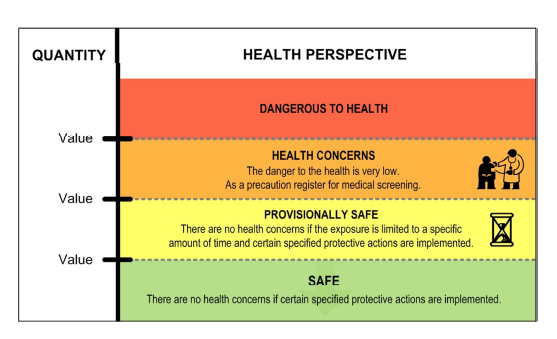 QUANTITY
HEALTH PERSPECTIVE
DANGEROUS TO HEALTH
Value
HEALTH CONCERNS
The danger to the health is very low.
As a precaution register for medical screening.
Value
PROVISIONALLY SAFE
There are no health concerns if the exposure is limited to a specific
amount of time and certain specified protective actions are implemented.
Value
SAFE
There are no health concerns if certain specified protective actions are implemented.